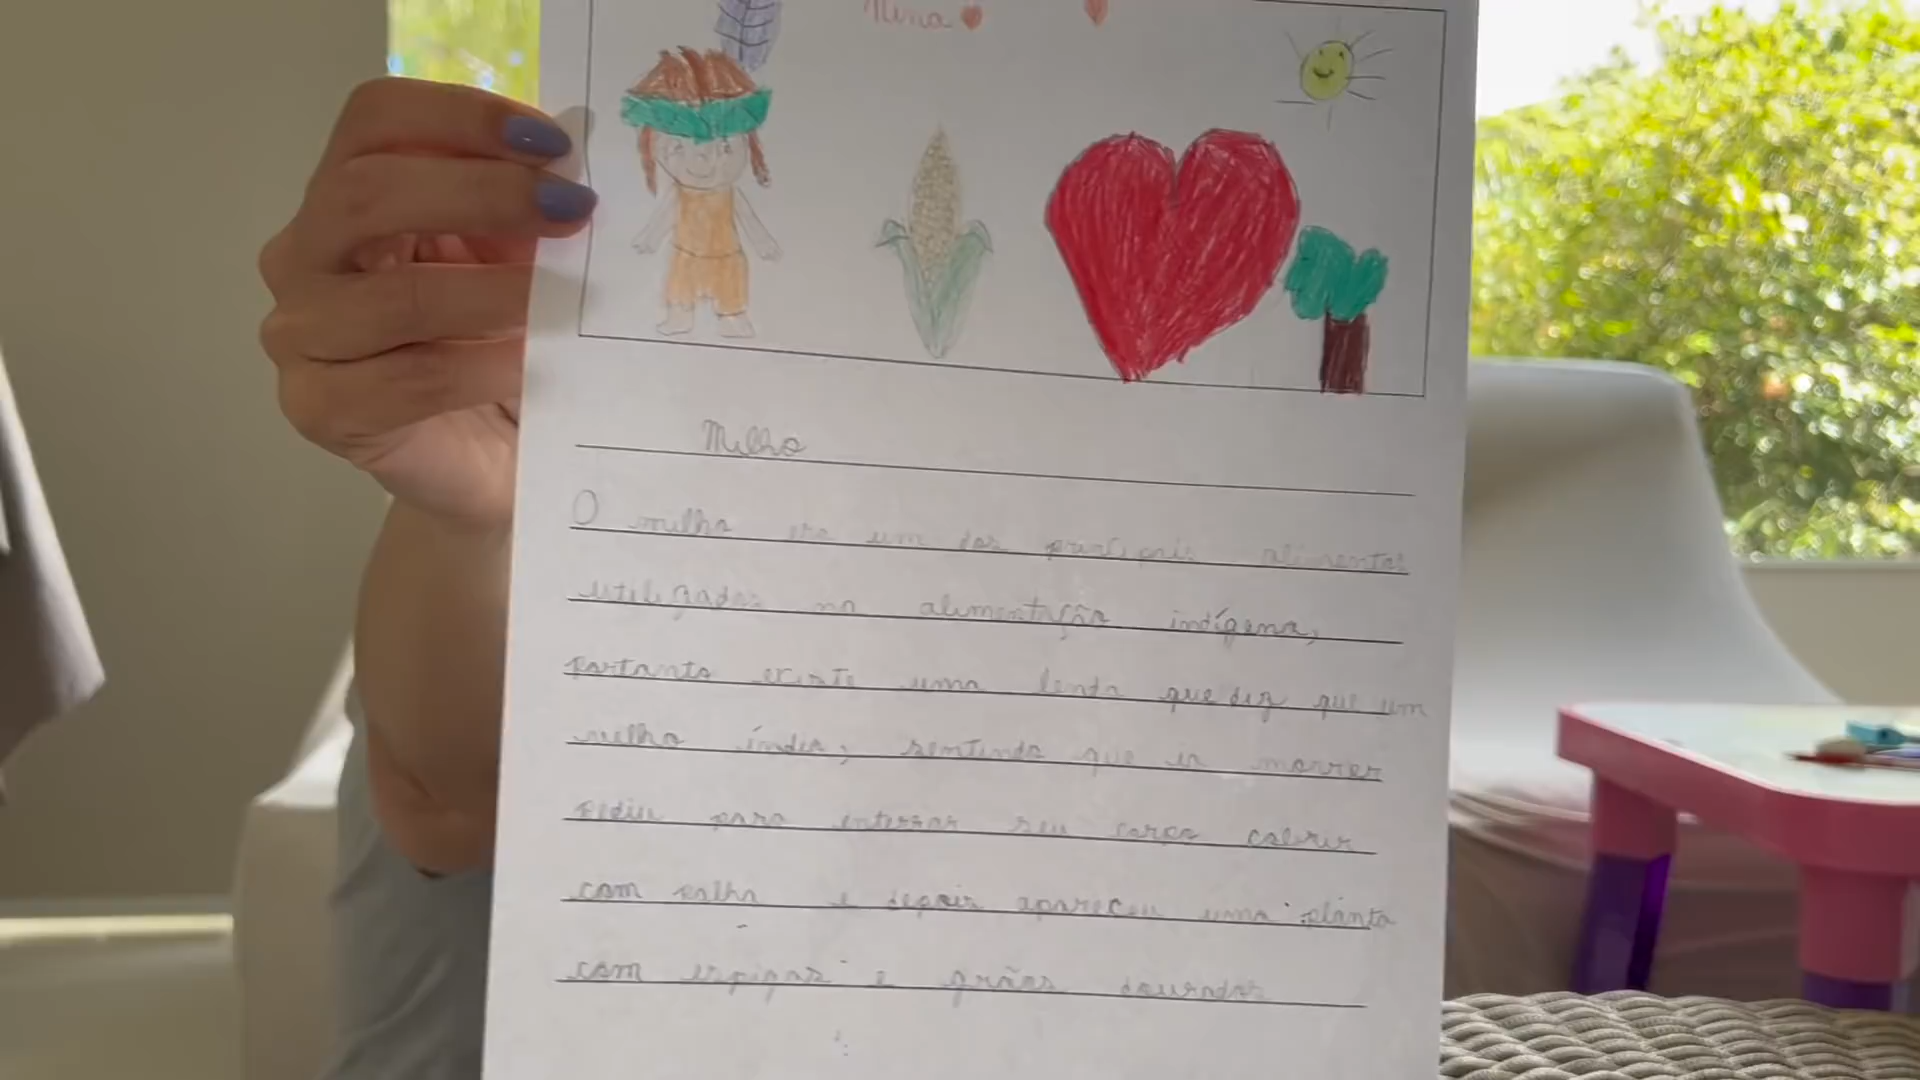 Nina
Milho
O milho era um dos principais alimentos
utilizados na alimentação indígena,
portanto existe uma lenda que diz que um
velho índio, sentindo que ia morrer
pediu para enterrar seu corpo cobrir
com palha e depois apareceu uma planta
com espigas e grãos dourados